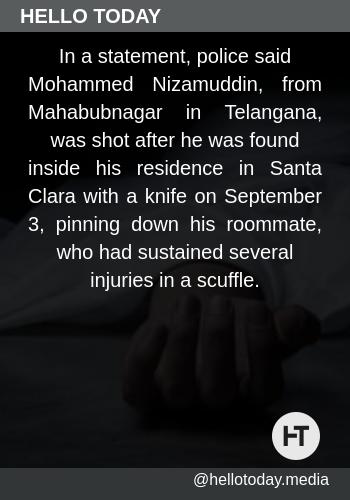 HELLO TODAY
In a statement, police said
Mohammed Nizamuddin, from
Mahabubnagar in Telangana,
was shot after he was found
inside his residence in Santa
Clara with a knife on September
3, pinning down his roommate,
who had sustained several
injuries in a scuffle.
HT
@hellotoday.media